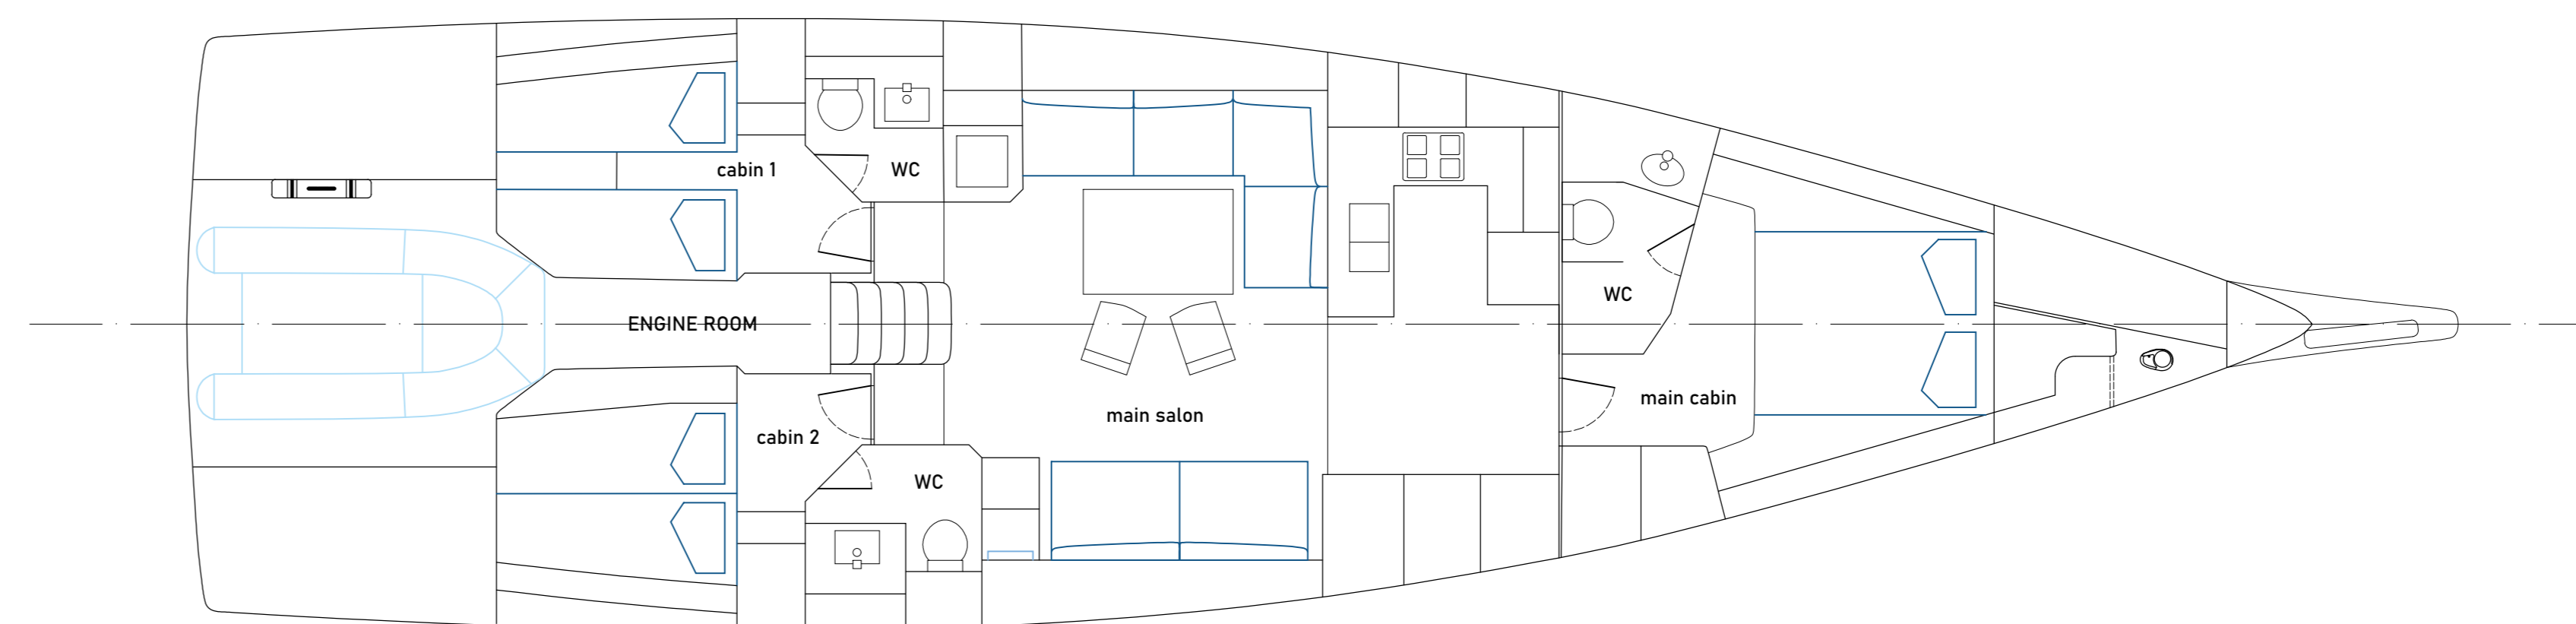 cabin 1
WC
WC
ENGINE ROOM
main cabin
main salon
cabin 2
WC